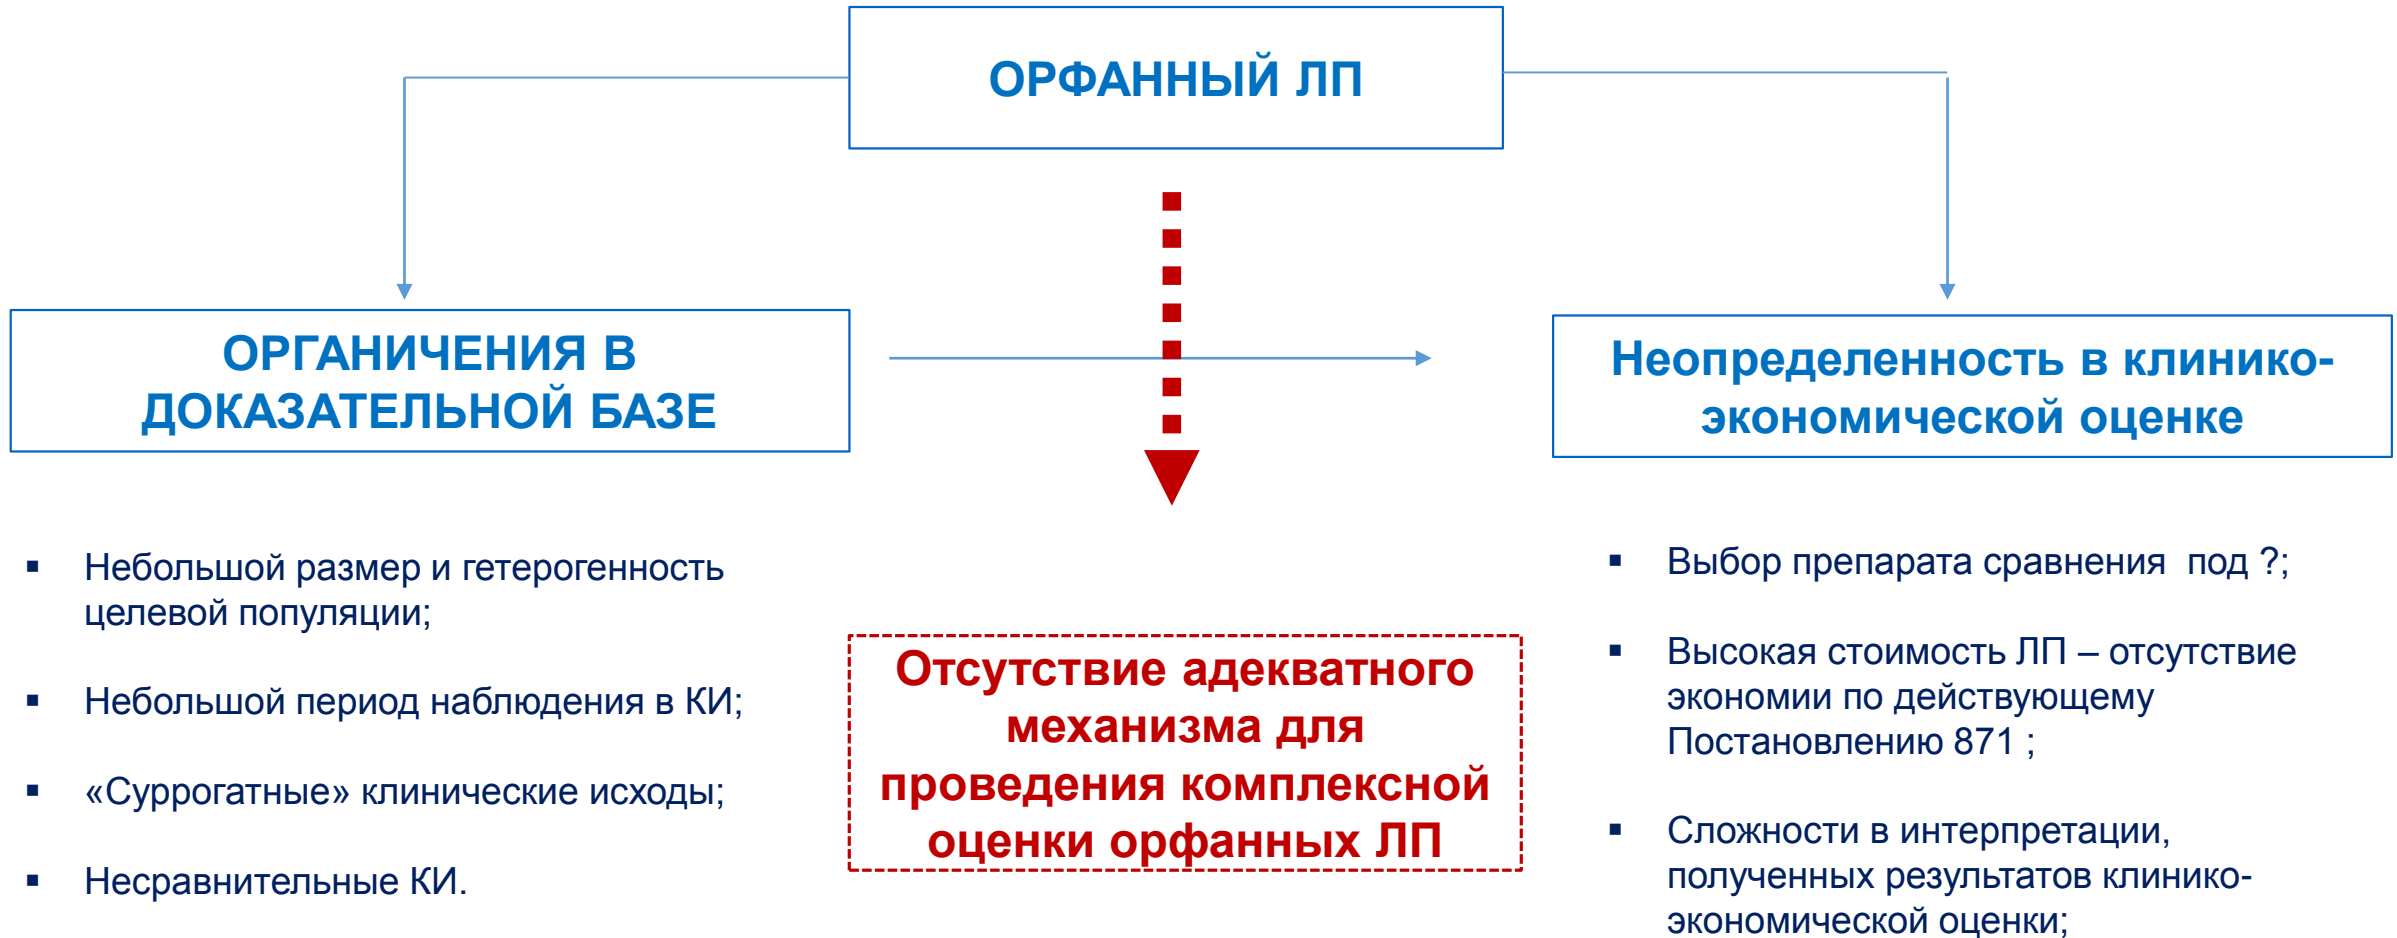 ОРФАННЫЙ ЛП
ОРГАНИЧЕНИЯ В
ДОКАЗАТЕЛЬНОЙ БАЗЕ
Неопределенность в клинико-
экономической оценке
▪ Небольшой размер и гетерогенность
целевой популяции;
▪ Небольшой период наблюдения в КИ;
▪ «Суррогатные» клинические исходы;
▪ Несравнительные КИ.
Отсутствие адекватного
механизма для
проведения комплексной
оценки орфанных ЛП
▪ Выбор препарата сравнения под ?;
▪ Высокая стоимость ЛП – отсутствие
экономии по действующему
Постановлению 871 ;
▪ Сложности в интерпретации,
полученных результатов клинико-
экономической оценки;